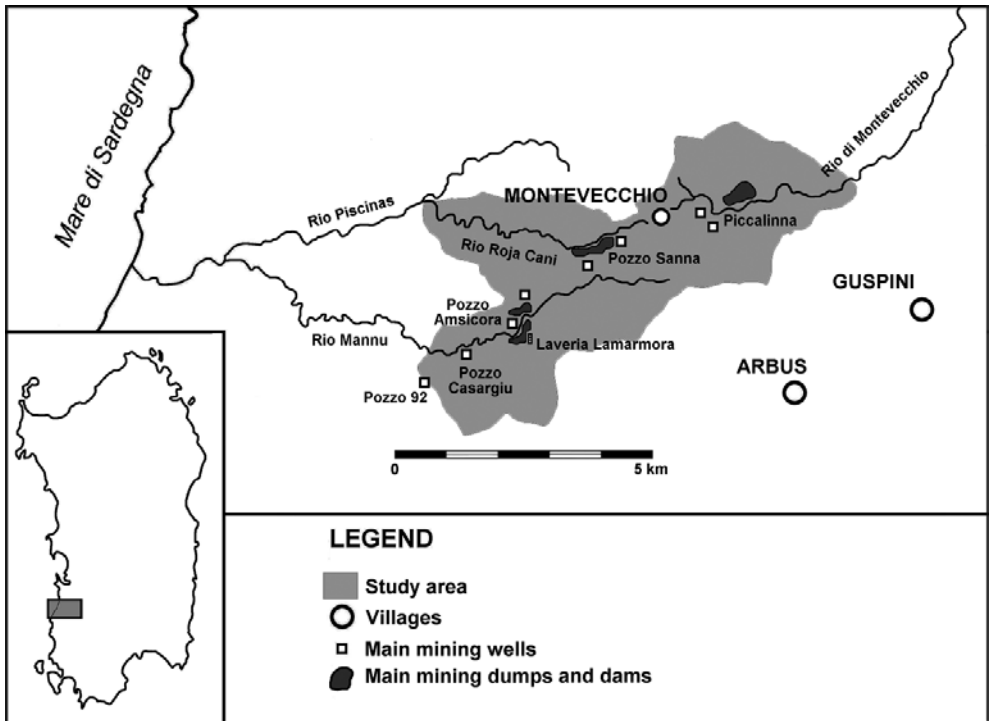 Mare di Sardegna
Rio di Montevecchio
MONTEVECCHIO
Rio Piscinas
Piccalinna
Rio Roja Cani
Pozzo Sanna
GUSPINI
Pozzo
Amsicora
Rio Mannu
Laveria Lamarmora
ARBUS
Pozzo
Casargiu
Pozzo 92
0
5 km
LEGEND
Study area
Villages
Main mining wells
Main mining dumps and dams